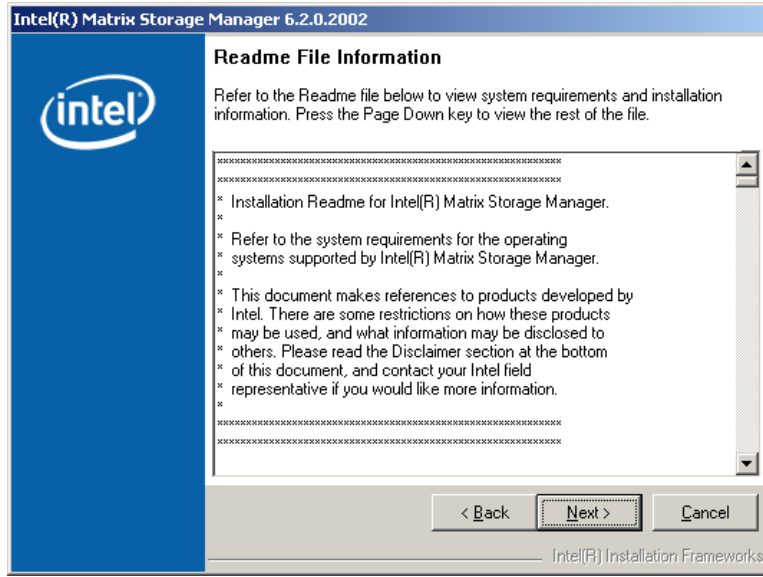 Intel(R) Matrix Storage Manager 6.2.0.2002
intel
Readme File Information
Refer to the Readme file below to view system requirements and installation
information. Press the Page Down key to view the rest of the file.
************************************************************
************************************************************
* Installation Readme for Intel(R) Matrix Storage Manager.
*
* Refer to the system requirements for the operating
* systems supported by Intel(R) Matrix Storage Manager.
*
* This document makes references to products developed by
* Intel. There are some restrictions on how these products
* may be used, and what information may be disclosed to
* others. Please read the Disclaimer section at the bottom
* of this document, and contact your Intel field
* representative if you would like more information.
*
************************************************************
************************************************************
< Back
Next >
Cancel
Intel(R) Installation Frameworks